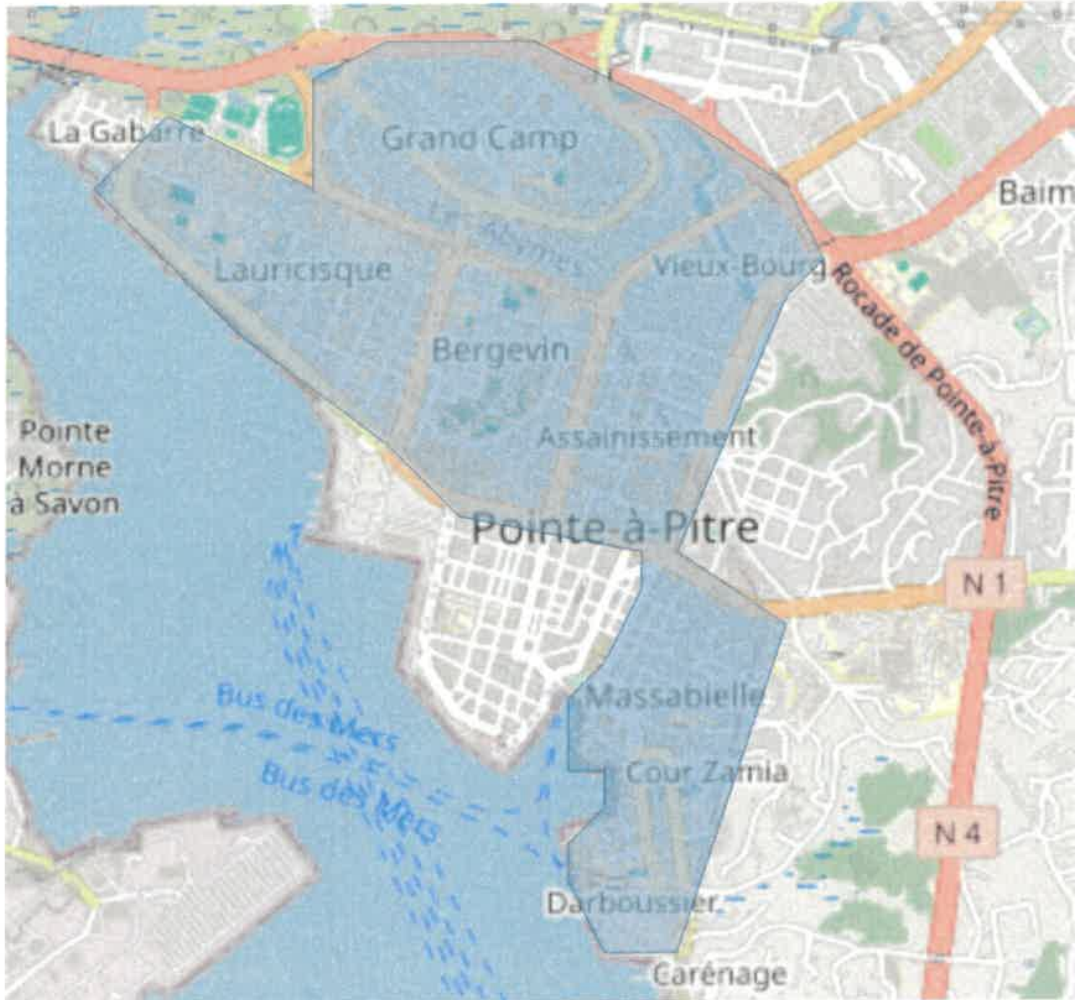 La Gabarre
Grand Camp
Baim
Les Abymes
Lauricisque
Vieux-Bourg
Rocade de Pointe-à-Pitre
Bergevin
Pointe
Morne
à Savon
Assainissement
Pointe-à-Pitre
N 1
Massabielle
Bus des Mers
Bus des Mers
Cour Zamia
N 4
Darboussier
Carénage